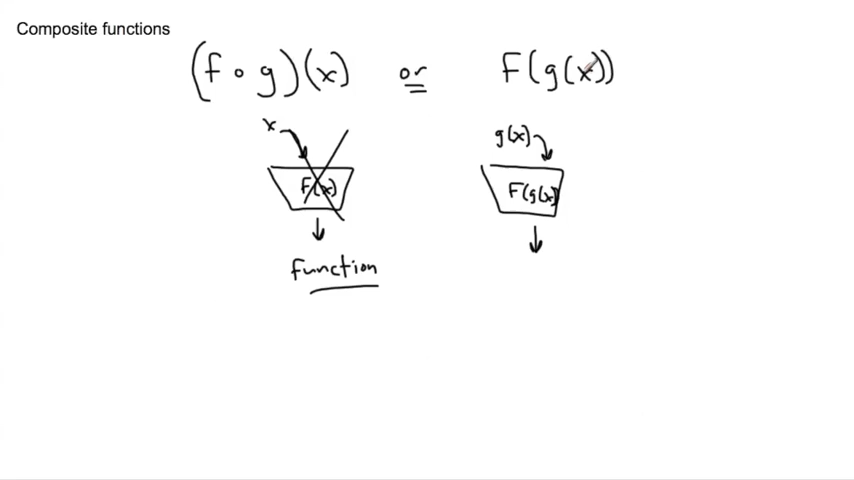 Composite functions
(f ∘ g)(x) or F(g(x))
x
g(x)
F(x)
F(g(x)
function